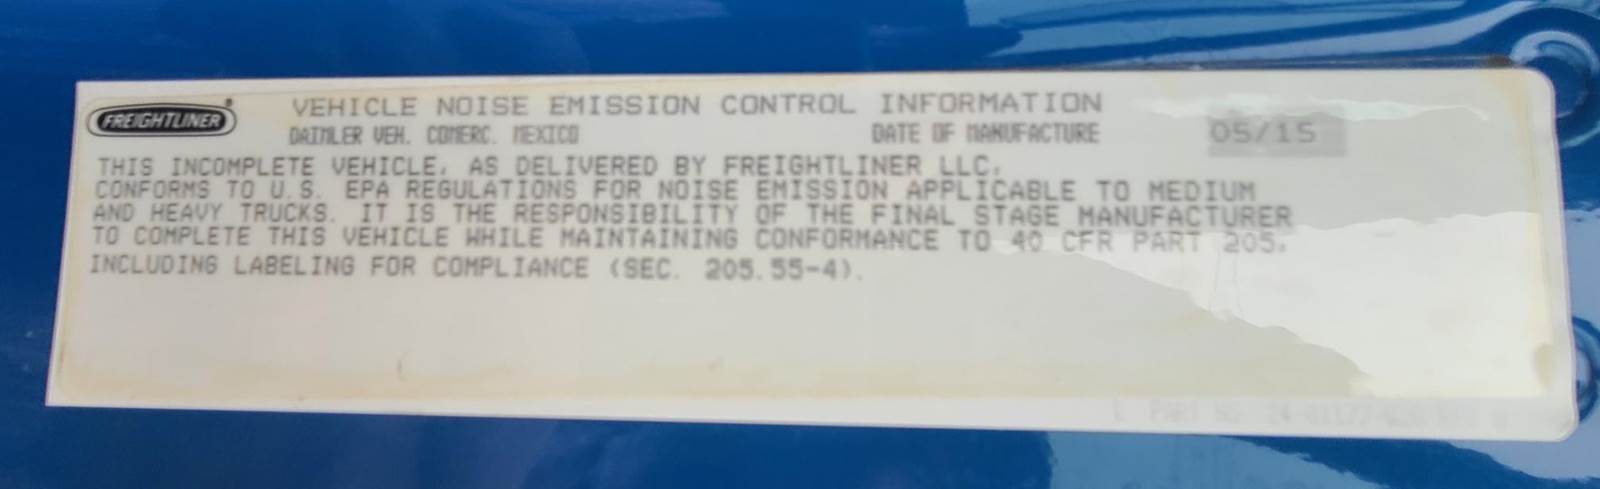 FREIGHTLINER
VEHICLE NOISE EMISSION CONTROL INFORMATION
DAIMLER VEH. COMERC. MEXICO DATE OF MANUFACTURE 05/15
THIS INCOMPLETE VEHICLE, AS DELIVERED BY FREIGHTLINER LLC,
CONFORMS TO U.S. EPA REGULATIONS FOR NOISE EMISSION APPLICABLE TO MEDIUM
AND HEAVY TRUCKS. IT IS THE RESPONSIBILITY OF THE FINAL STAGE MANUFACTURER
TO COMPLETE THIS VEHICLE WHILE MAINTAINING CONFORMANCE TO 40 CFR PART 205,
INCLUDING LABELING FOR COMPLIANCE (SEC. 205.55-4).
PART NO.